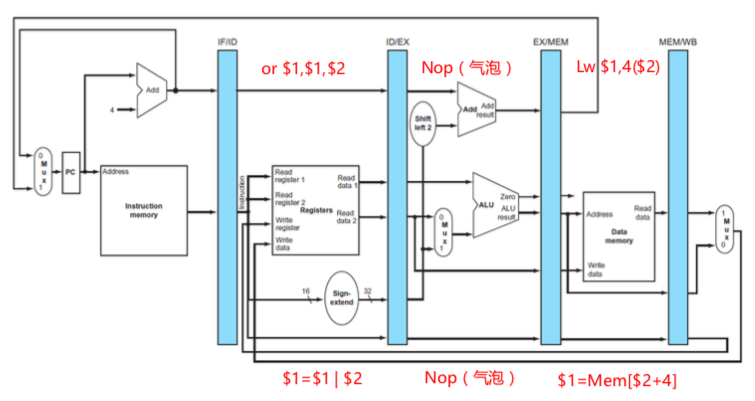 IF/ID
ID/EX
EX/MEM
MEM/WB
or $1,$1,$2
Nop（气泡）
Lw $1,4($2)
Add
4
Shift
left 2
Add Add
result
0
M
u
x
1
PC
Address
Instruction
memory
Instruction
Read
register 1
Read
register 2
Write
register
Write
data
Registers
Read
data 1
Read
data 2
0
M
u
x
1
ALU
Zero
ALU
result
Address
Read
data
Data
memory
Write
data
1
M
u
x
0
16
Sign-
extend
32
$1=$1 | $2
Nop（气泡）
$1=Mem[$2+4]